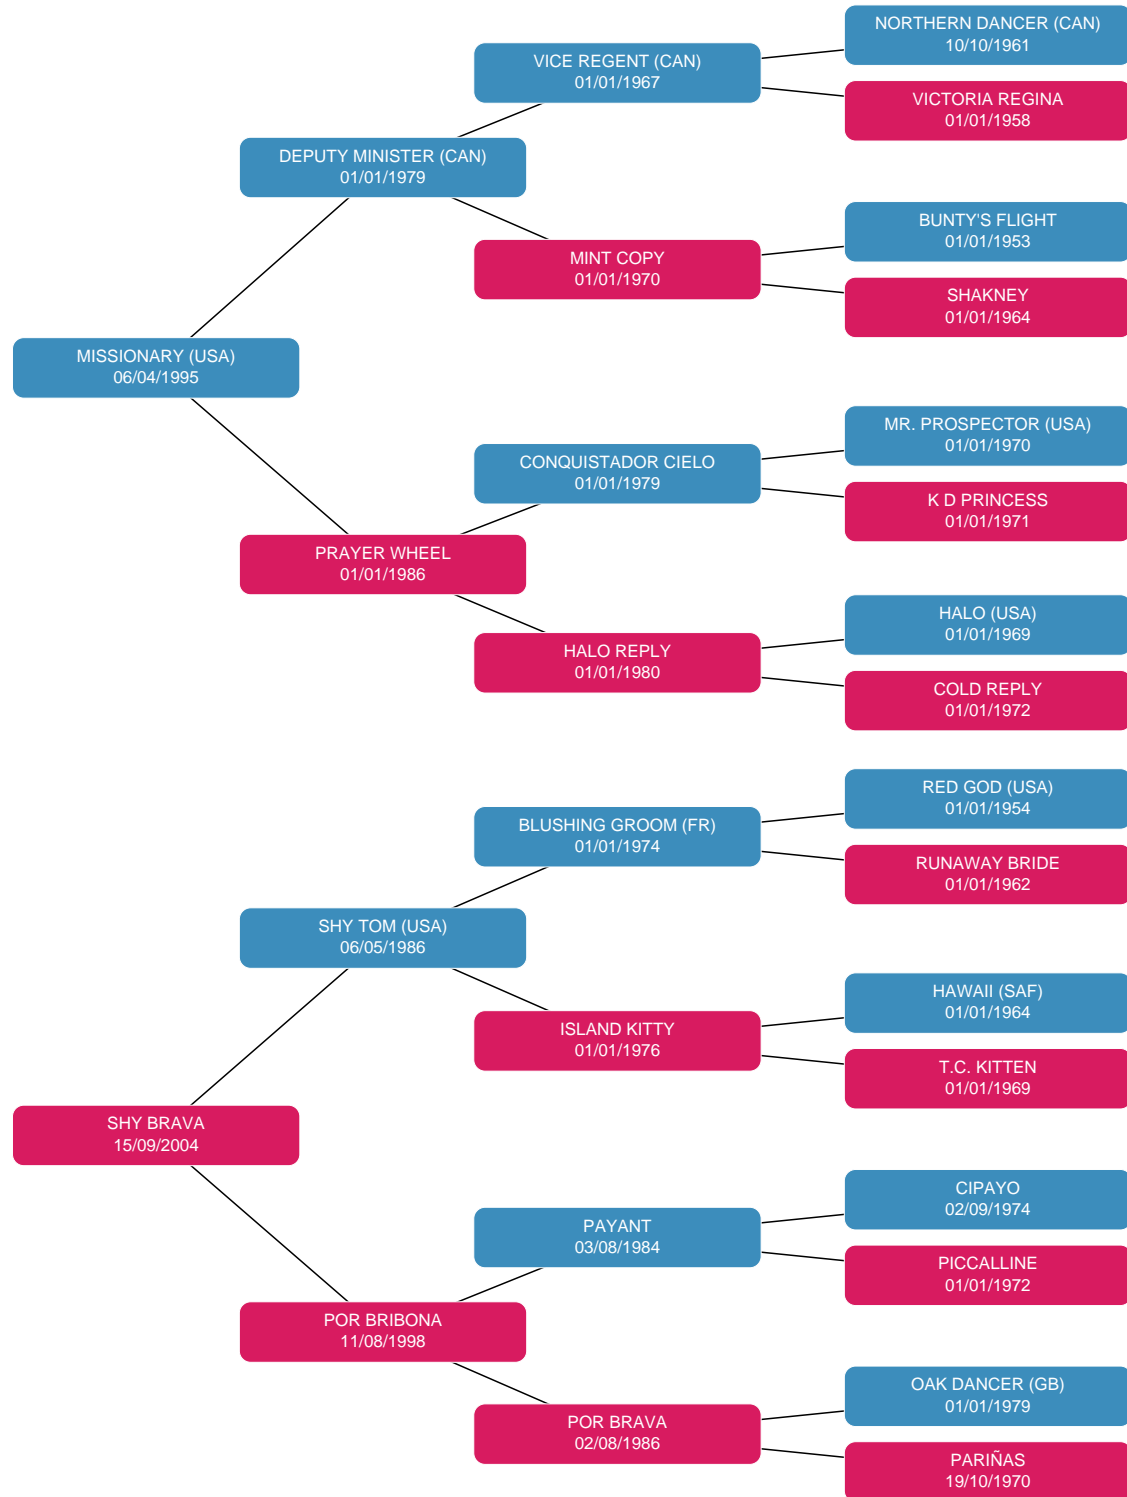 NORTHERN DANCER (CAN)
10/10/1961
VICE REGENT (CAN)
01/01/1967
VICTORIA REGINA
01/01/1958
DEPUTY MINISTER (CAN)
01/01/1979
BUNTY'S FLIGHT
01/01/1953
MINT COPY
01/01/1970
SHAKNEY
01/01/1964
MISSIONARY (USA)
06/04/1995
MR. PROSPECTOR (USA)
01/01/1970
CONQUISTADOR CIELO
01/01/1979
K D PRINCESS
01/01/1971
PRAYER WHEEL
01/01/1986
HALO (USA)
01/01/1969
HALO REPLY
01/01/1980
COLD REPLY
01/01/1972
RED GOD (USA)
01/01/1954
BLUSHING GROOM (FR)
01/01/1974
RUNAWAY BRIDE
01/01/1962
SHY TOM (USA)
06/05/1986
HAWAII (SAF)
01/01/1964
ISLAND KITTY
01/01/1976
T.C. KITTEN
01/01/1969
SHY BRAVA
15/09/2004
CIPAYO
02/09/1974
PAYANT
03/08/1984
PICCALLINE
01/01/1972
POR BRIBONA
11/08/1998
OAK DANCER (GB)
01/01/1979
POR BRAVA
02/08/1986
PARIÑAS
19/10/1970